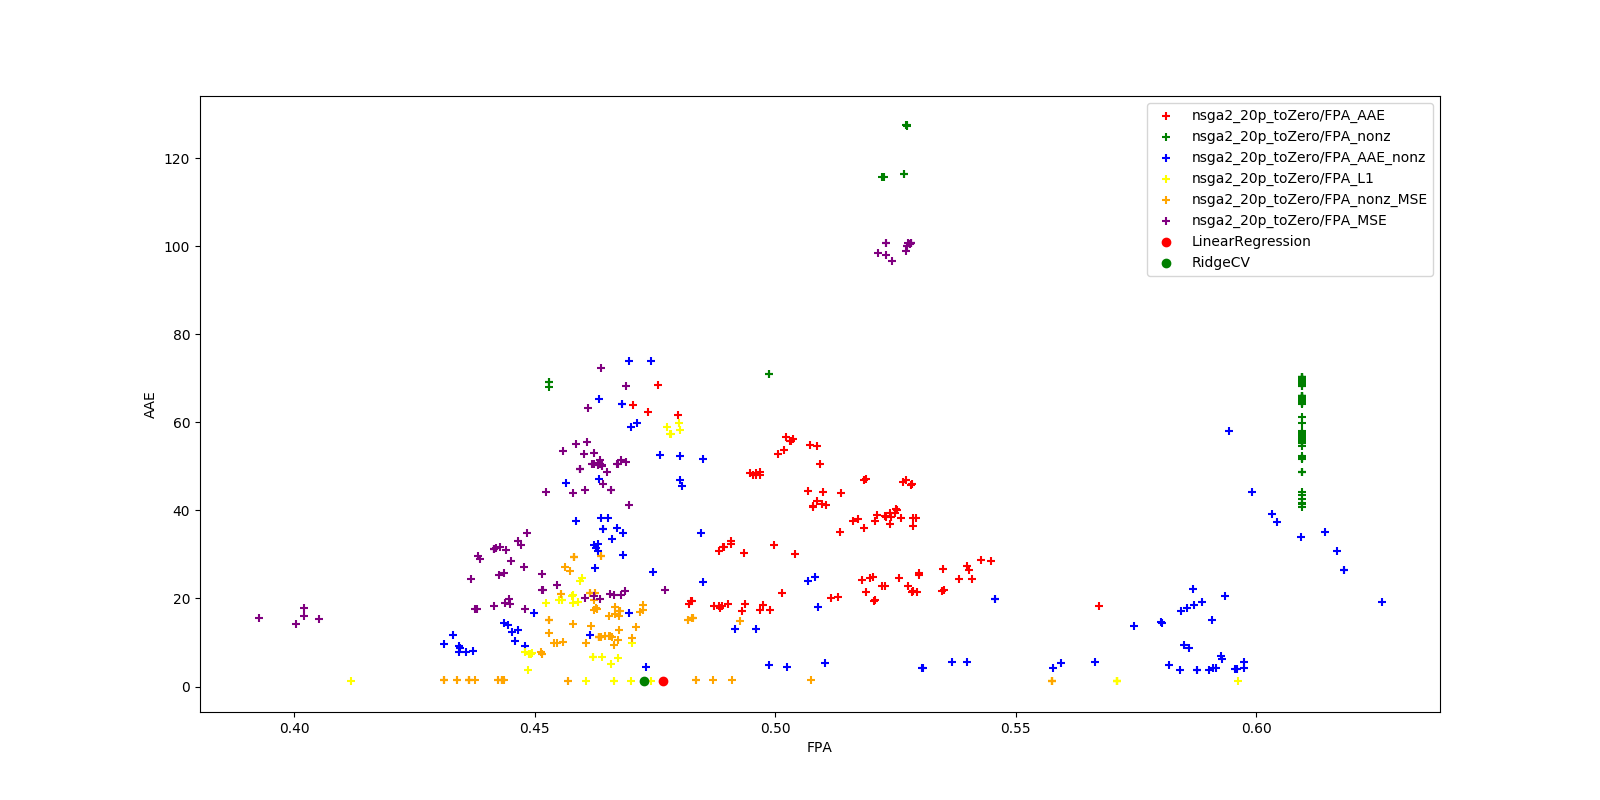 nsga2_20p_toZero/FPA_AAE
nsga2_20p_toZero/FPA_nonz
nsga2_20p_toZero/FPA_AAE_nonz
nsga2_20p_toZero/FPA_L1
nsga2_20p_toZero/FPA_nonz_MSE
nsga2_20p_toZero/FPA_MSE
LinearRegression
RidgeCV
120
100
80
60
40
20
0
AAE
0.40 0.45 0.50 0.55 0.60
FPA